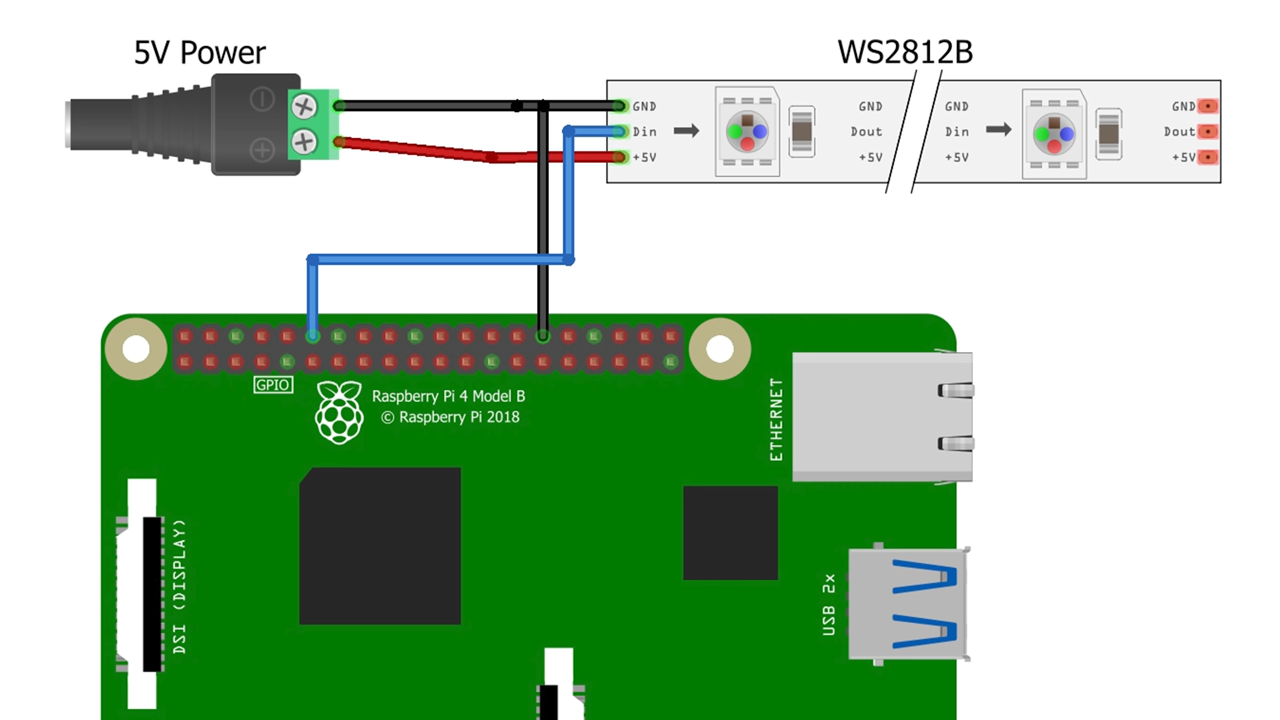 5V Power
WS2812B
GND
Din
+5V
GND
Dout
+5V
GND
Din
+5V
GND
Dout
+5V
GPIO
Raspberry Pi 4 Model B
© Raspberry Pi 2018
ETHERNET
DSI (DISPLAY)
USB 2x